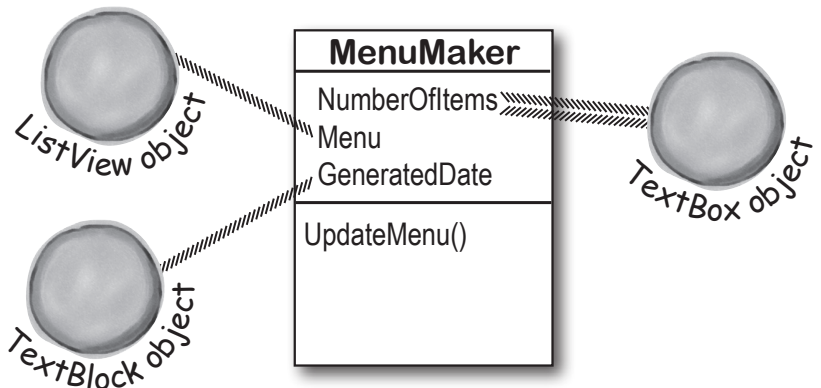 MenuMaker
NumberOfItems
Menu
GeneratedDate
UpdateMenu()
ListView object
TextBlock object
TextBox object